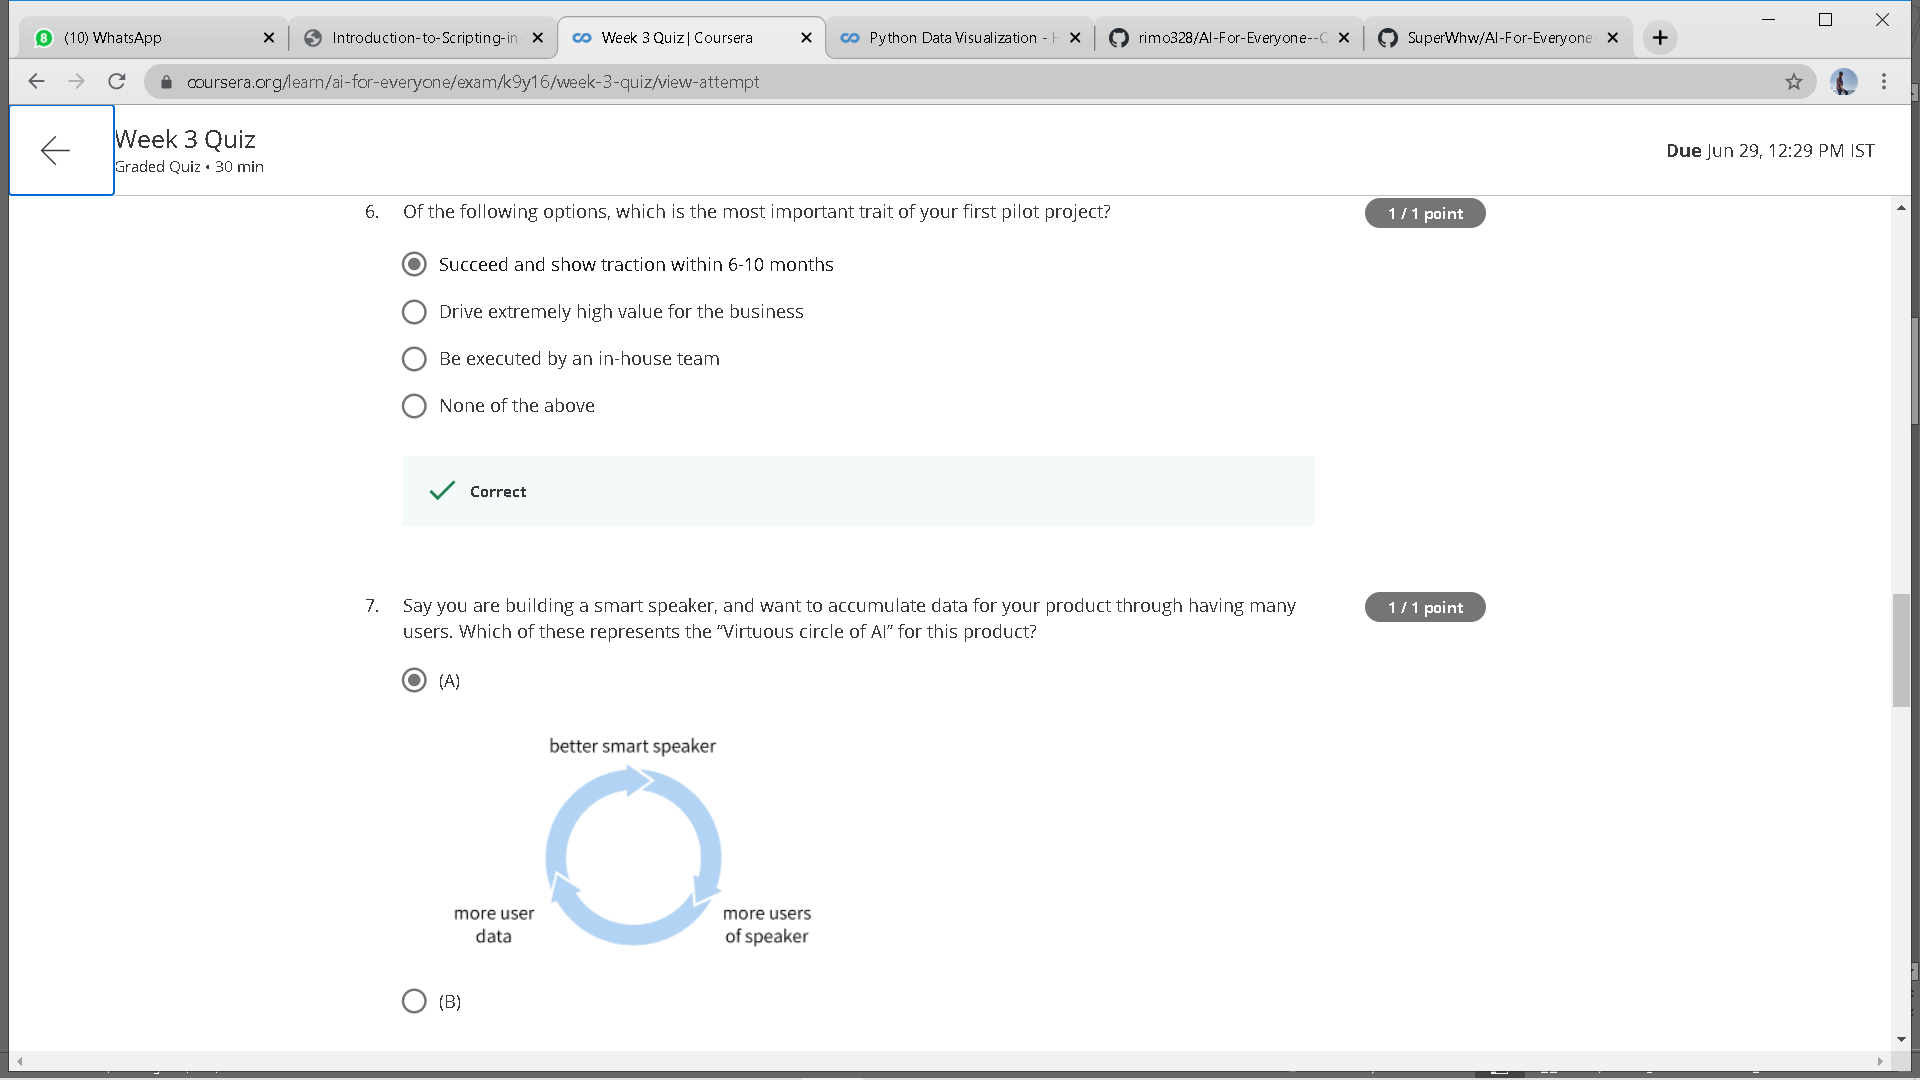 (10) WhatsApp
Introduction-to-Scripting-in
Week 3 Quiz | Coursera
Python Data Visualization - H
rimo328/AI-For-Everyone--C
SuperWhw/AI-For-Everyone
coursera.org/learn/ai-for-everyone/exam/k9y16/week-3-quiz/view-attempt
Week 3 Quiz
Graded Quiz • 30 min
Due Jun 29, 12:29 PM IST
6. Of the following options, which is the most important trait of your first pilot project?
1 / 1 point
Succeed and show traction within 6-10 months
Drive extremely high value for the business
Be executed by an in-house team
None of the above
Correct
7. Say you are building a smart speaker, and want to accumulate data for your product through having many
users. Which of these represents the “Virtuous circle of AI” for this product?
1 / 1 point
(A)
better smart speaker
more user
data
more users
of speaker
(B)